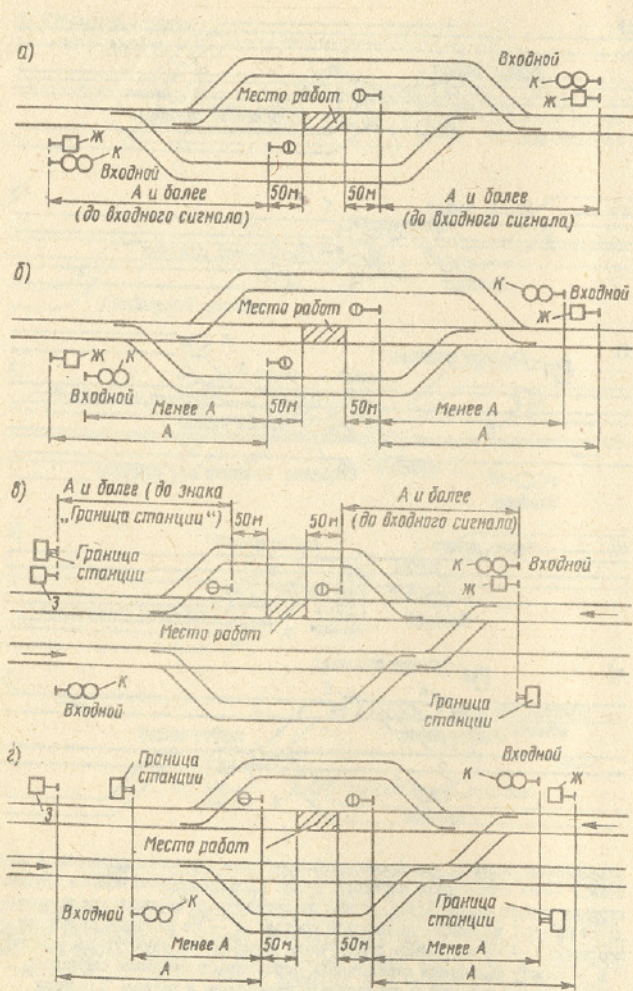 а)
Входной
К
Место работ
Ж
Ж
К
Входной
А и более
50м
50м
А и более
(до входного сигнала)
(до входного сигнала)
б)
К
Входной
Место работ
Ж
Ж
К
Входной
Менее А
50м
50м
Менее А
А
А
в)
А и более (до знака
„Граница станции“)
50м
50м
А и более
(до входного сигнала)
Граница
станции
К
Входной
З
Ж
Место работ
К
Входной
Граница
станции
г)
Граница
станции
Входной
К
Ж
З
Место работ
Входной
К
Граница
станции
Менее А
50м
50м
Менее А
А
А